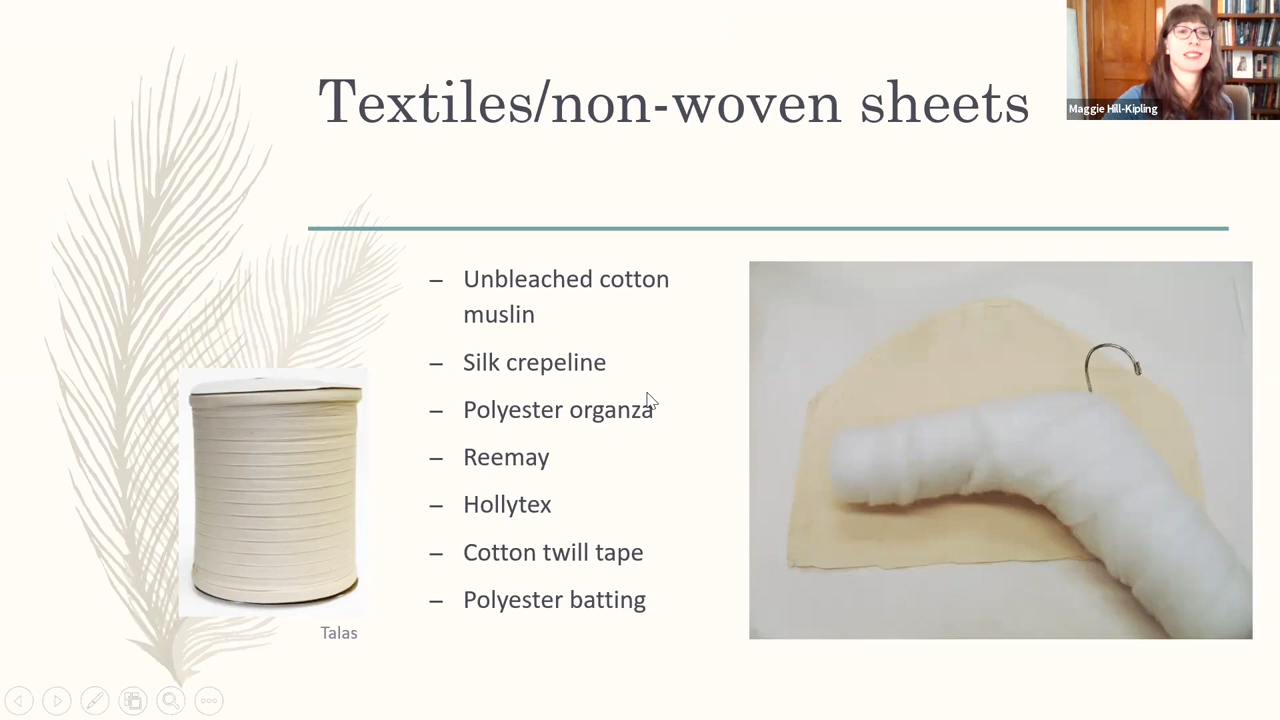 Textiles/non-woven sheets
Maggie Hill-Kipling
– Unbleached cotton
muslin
– Silk crepeline
– Polyester organza
– Reemay
– Hollytex
– Cotton twill tape
– Polyester batting
Talas